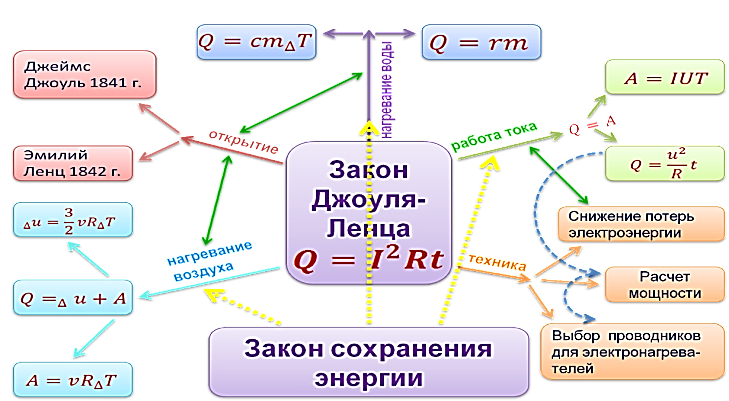 Q = cm∆T
Q = rm
нагревание воды
Джеймс
Джоуль 1841 г.
открытие
Эмилий
Ленц 1842 г.
работа тока
Q = A
A = IUT
Q = u²/R t
Закон
Джоуля-
Ленца
Q = I²Rt
∆u = 3/2 νR∆T
нагревание
воздуха
Q =∆ u + A
A = νR∆T
техника
Снижение потерь
электроэнергии
Расчет
мощности
Выбор проводников
для электронагрева-
телей
Закон сохранения
энергии